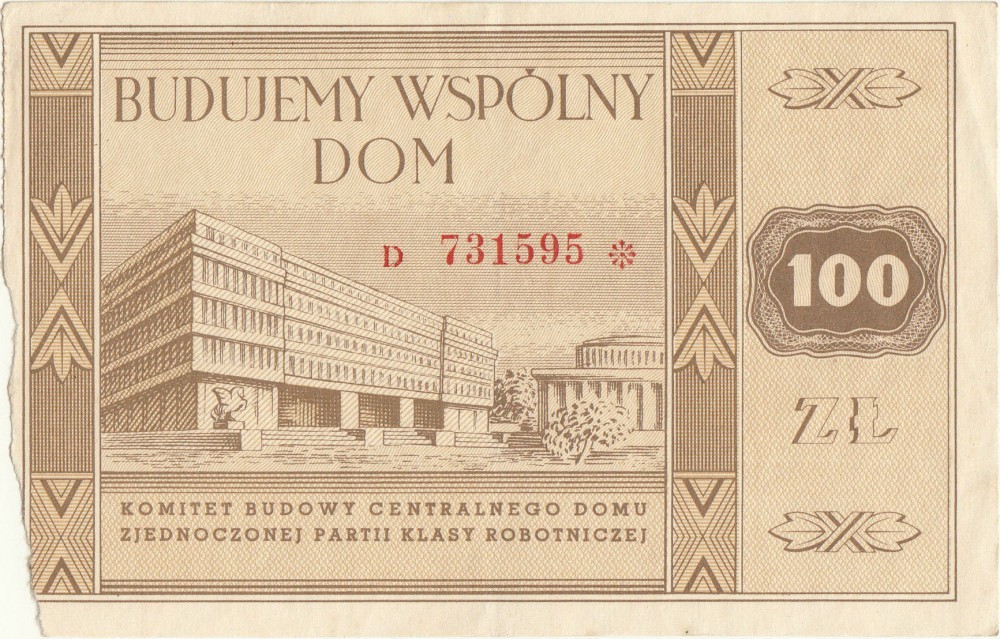 BUDUJEMY WSPÓLNY
DOM
D 731595
100
ZŁ
KOMITET BUDOWY CENTRALNEGO DOMU
ZJEDNOCZONEJ PARTII KLASY ROBOTNICZEJ